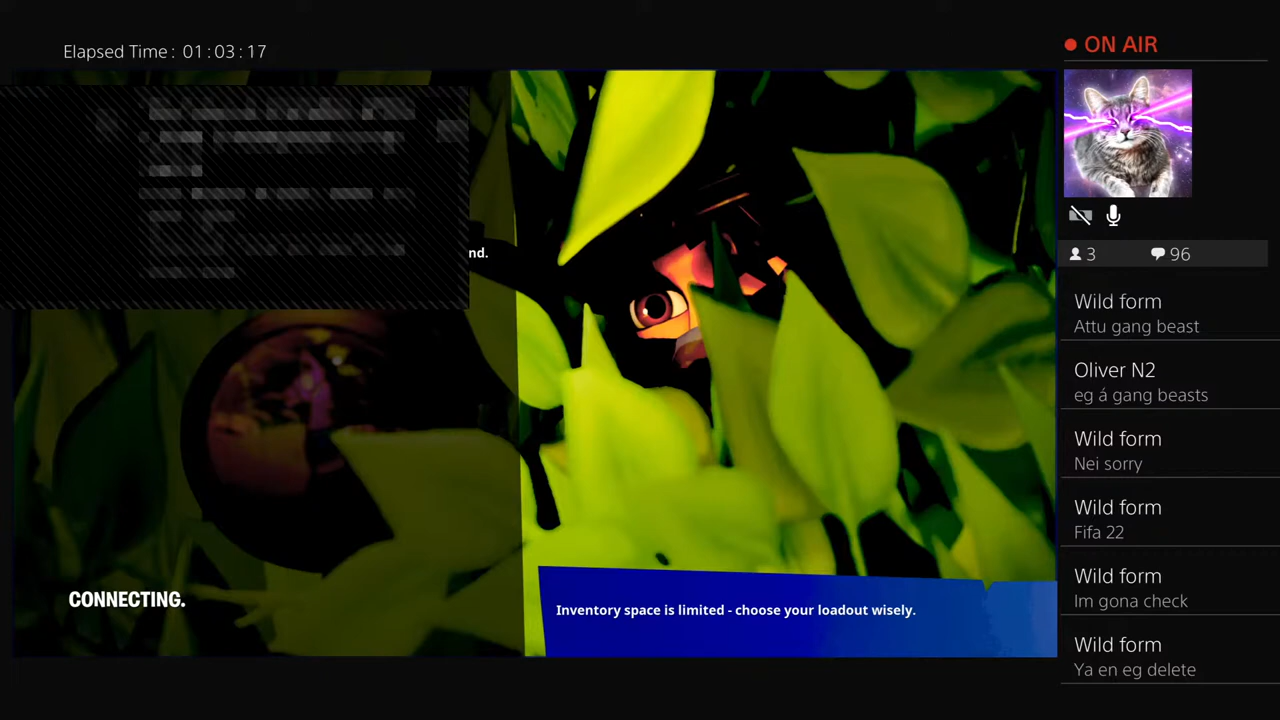 Elapsed Time: 01:03:17
ON AIR
3
96
nd.
Wild form
Attu gang beast
Oliver N2
eg á gang beasts
Wild form
Nei sorry
Wild form
Fifa 22
Wild form
Im gona check
Wild form
Ya en eg delete
CONNECTING.
Inventory space is limited - choose your loadout wisely.